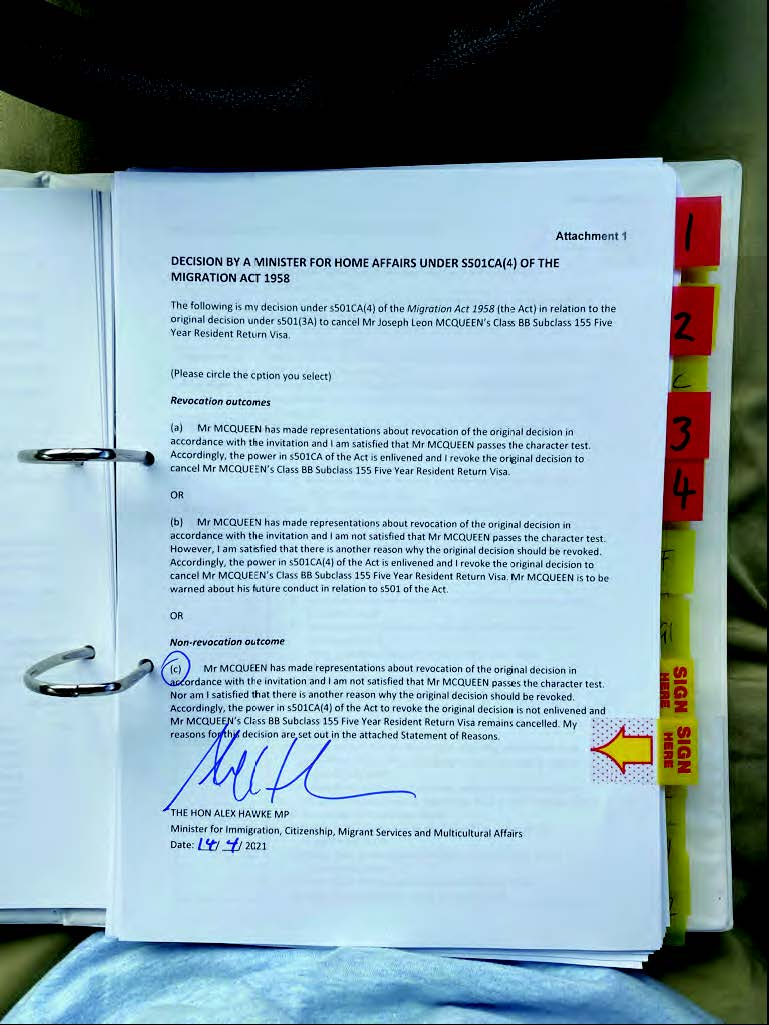 Attachment 1
DECISION BY A MINISTER FOR HOME AFFAIRS UNDER S501CA(4) OF THE
MIGRATION ACT 1958
The following is my decision under s501CA(4) of the Migration Act 1958 (the Act) in relation to the
original decision under s501(3A) to cancel Mr Joseph Leon MCQUEEN's Class BB Subclass 155 Five
Year Resident Return Visa.
(Please circle the option you select)
Revocation outcomes
(a) Mr MCQUEEN has made representations about revocation of the original decision in
accordance with the invitation and I am satisfied that Mr MCQUEEN passes the character test.
Accordingly, the power in s501CA of the Act is enlivened and I revoke the original decision to
cancel Mr MCQUEEN's Class BB Subclass 155 Five Year Resident Return Visa.
OR
(b) Mr MCQUEEN has made representations about revocation of the original decision in
accordance with the invitation and I am not satisfied that Mr MCQUEEN passes the character test.
However, I am satisfied that there is another reason why the original decision should be revoked.
Accordingly, the power in s501CA(4) of the Act is enlivened and I revoke the original decision to
cancel Mr MCQUEEN's Class BB Subclass 155 Five Year Resident Return Visa. Mr MCQUEEN is to be
warned about his future conduct in relation to s501 of the Act.
OR
Non-revocation outcome
(c) Mr MCQUEEN has made representations about revocation of the original decision in
accordance with the invitation and I am not satisfied that Mr MCQUEEN passes the character test.
Nor am I satisfied that there is another reason why the original decision should be revoked.
Accordingly, the power in s501CA(4) of the Act to revoke the original decision is not enlivened and
Mr MCQUEEN's Class BB Subclass 155 Five Year Resident Return Visa remains cancelled. My
reasons for this decision are set out in the attached Statement of Reasons.
THE HON ALEX HAWKE MP
Minister for Immigration, Citizenship, Migrant Services and Multicultural Affairs
Date: 14/ 4/ 2021
1
2
C
3
4
F
SIGN
HERE
SIGN
HERE